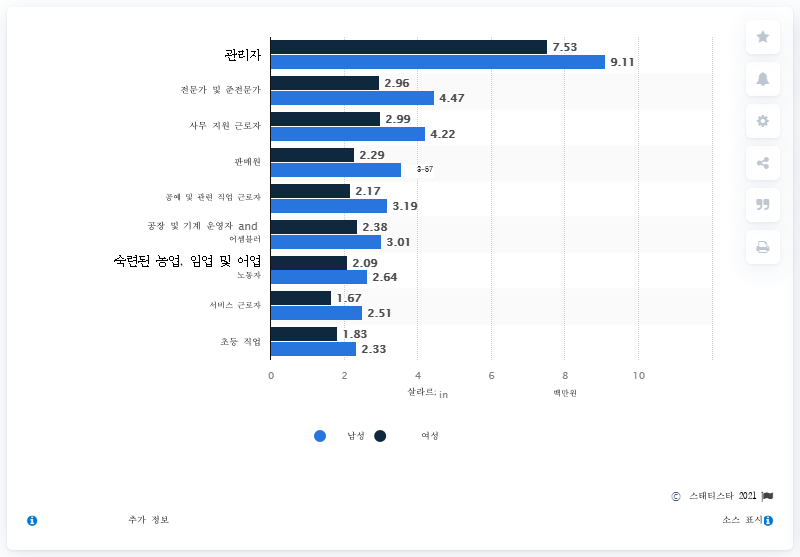 관리자
7.53
9.11
전문가 및 준전문가
2.96
4.47
사무 지원 근로자
2.99
4.22
판매원
2.29
3-57
공예 및 관련 직업 근로자
2.17
3.19
공장 및 기계 운영자 and
어셈블러
2.38
3.01
숙련된 농업, 임업 및 어업
노동자
2.09
2.64
서비스 근로자
1.67
2.51
초등 직업
1.83
2.33
0 2 4 6 8 10
살라르; in 백만원
남성 여성
© 스태티스타 2021
추가 정보 소스 표시